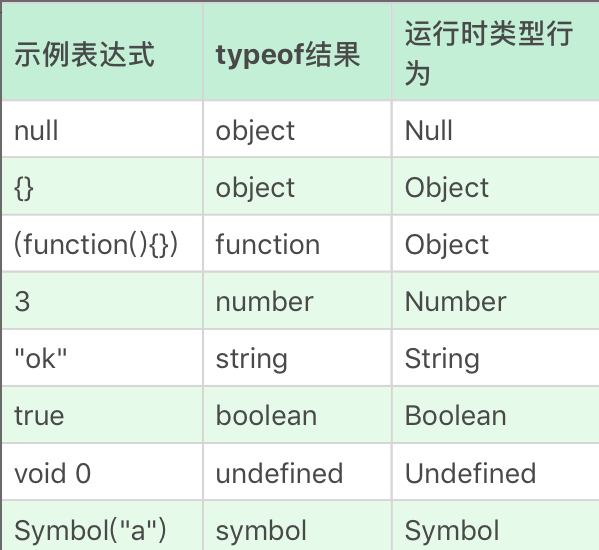 示例表达式 typeof结果 运行时类型行
为
null object Null
{} object Object
(function(){}) function Object
3 number Number
"ok" string String
true boolean Boolean
void 0 undefined Undefined
Symbol("a") symbol Symbol